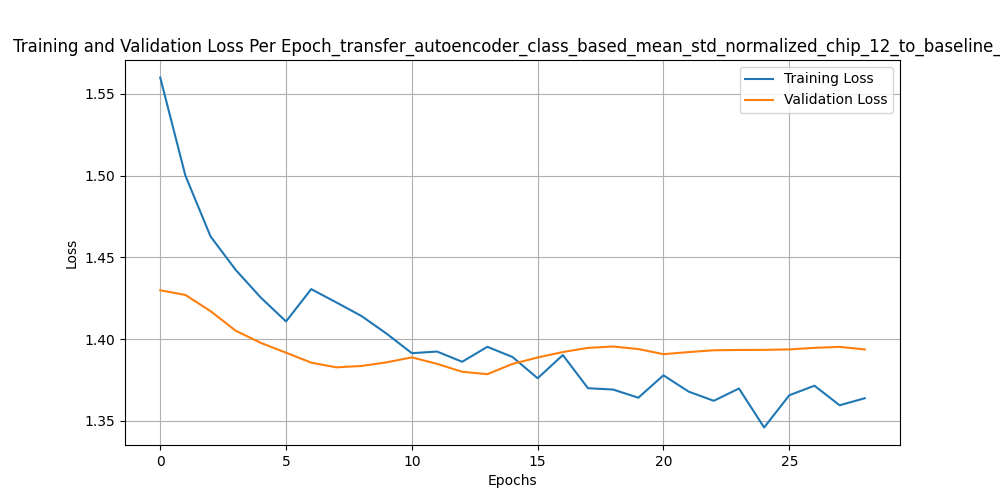 Training and Validation Loss Per Epoch_transfer_autoencoder_class_based_mean_std_normalized_chip_12_to_baseline_
Training Loss
Validation Loss
1.55
1.50
1.45
1.40
1.35
Loss
0 5 10 15 20 25
Epochs